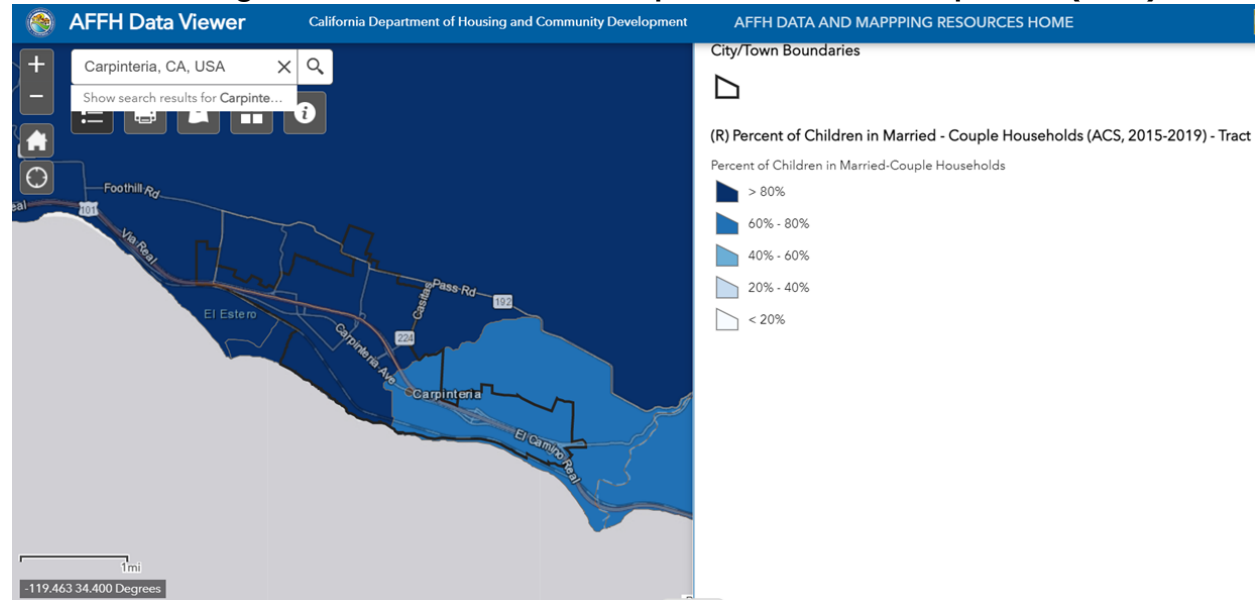 AFFH Data Viewer
California Department of Housing and Community Development
AFFH DATA AND MAPPPING RESOURCES HOME
Carpinteria, CA, USA
Show search results for Carpinte...
Foothill Rd
101
Via Real
El Estero
Casitas Pass Rd
192
224
Carpinteria Ave
Carpinteria
El Camino Real
1mi
-119.463 34.400 Degrees
City/Town Boundaries
(R) Percent of Children in Married - Couple Households (ACS, 2015-2019) - Tract
Percent of Children in Married-Couple Households
> 80%
60% - 80%
40% - 60%
20% - 40%
< 20%